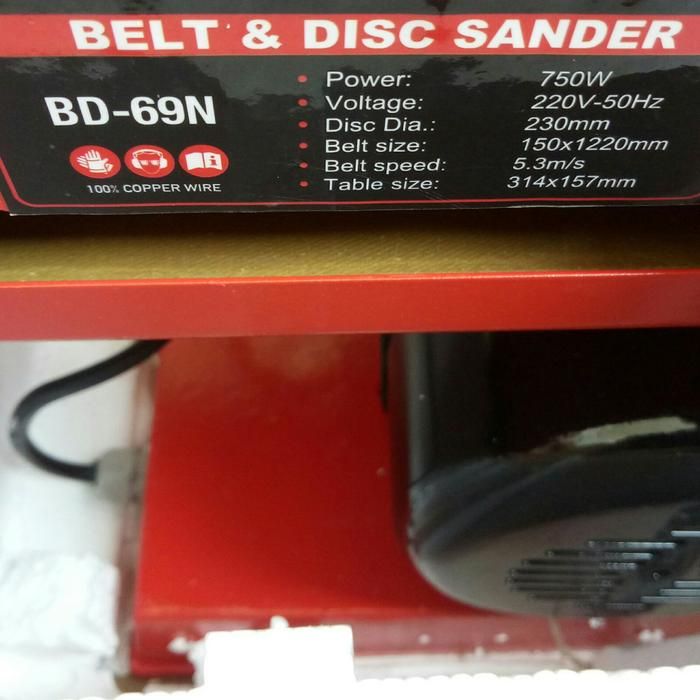 BELT & DISC SANDER
BD-69N
100% COPPER WIRE
• Power: 750W
• Voltage: 220V-50Hz
• Disc Dia.: 230mm
• Belt size: 150x1220mm
• Belt speed: 5.3m/s
• Table size: 314x157mm